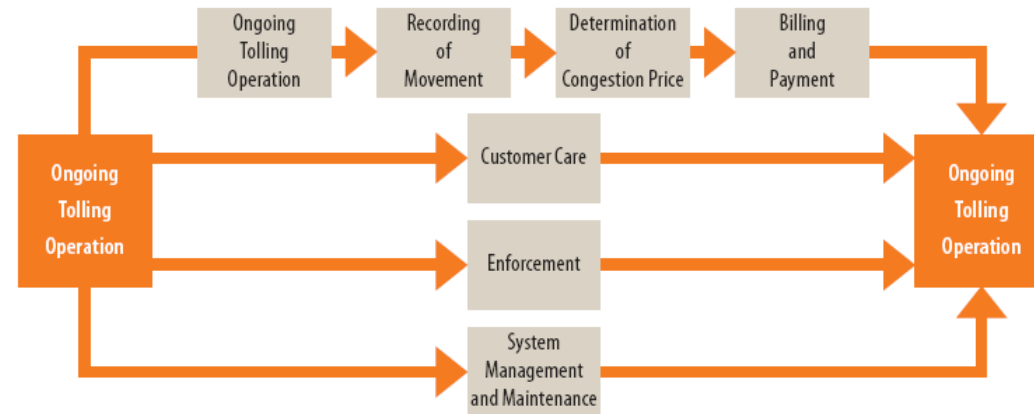 Ongoing
Tolling
Operation
Recording
of
Movement
Determination
of
Congestion Price
Billing
and
Payment
Ongoing
Tolling
Operation
Customer Care
Enforcement
System
Management
and Maintenance
Ongoing
Tolling
Operation